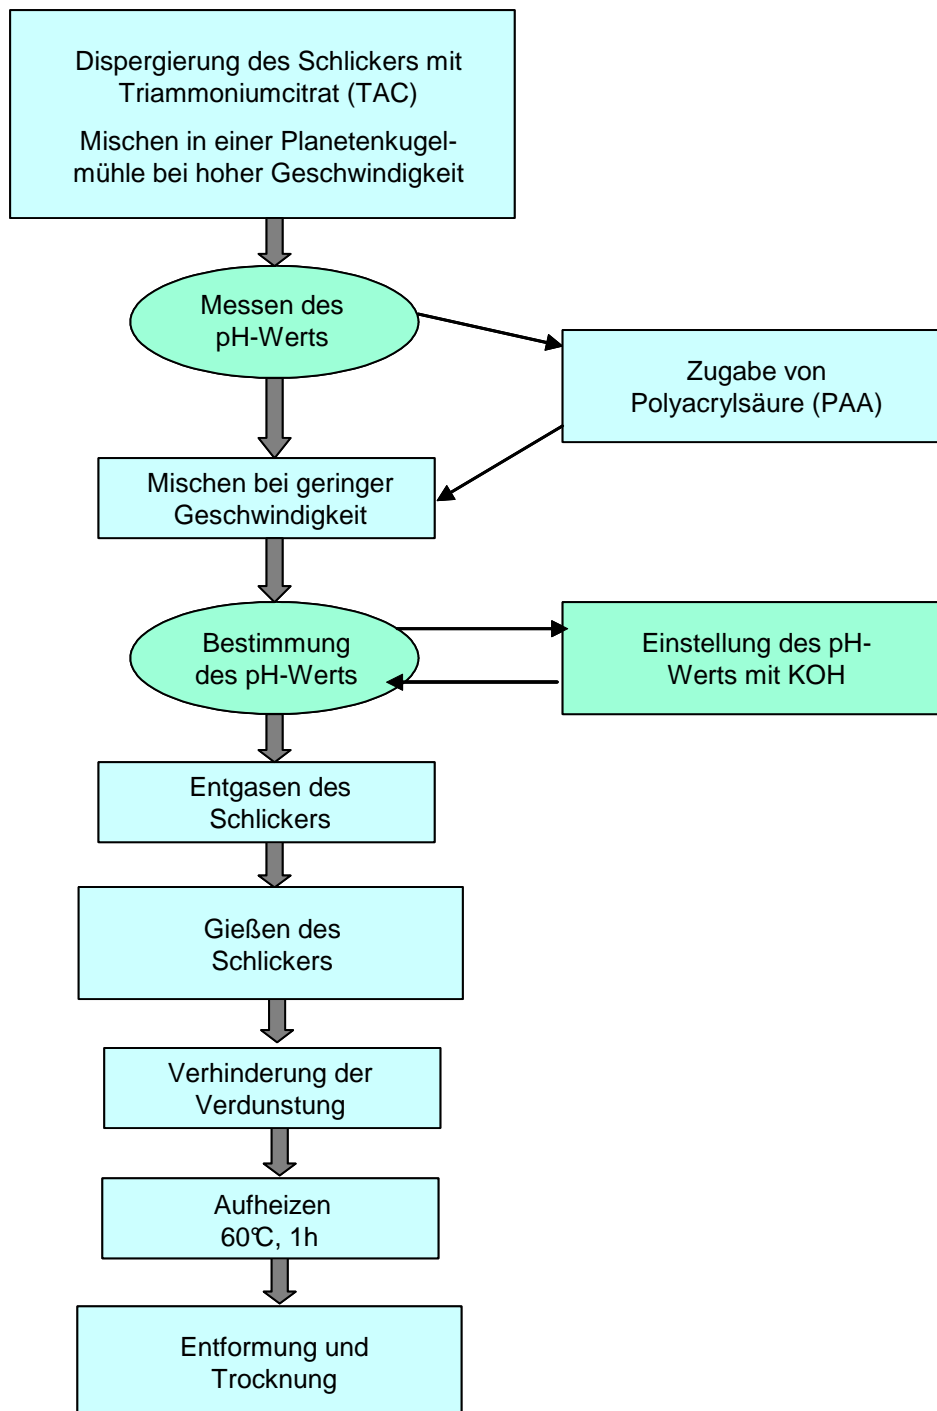 Dispergierung des Schlickers mit
Triammoniumcitrat (TAC)
Mischen in einer Planetenkugel-
mühle bei hoher Geschwindigkeit
Messen des
pH-Werts
Zugabe von
Polyacrylsäure (PAA)
Mischen bei geringer
Geschwindigkeit
Bestimmung
des pH-Werts
Einstellung des pH-
Werts mit KOH
Entgasen des
Schlickers
Gießen des
Schlickers
Verhinderung der
Verdunstung
Aufheizen
60°C, 1h
Entformung und
Trocknung